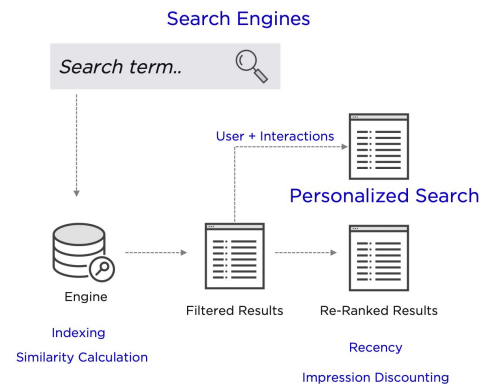 Search Engines
Search term..
User + Interactions
Personalized Search
Engine
Filtered Results
Re-Ranked Results
Indexing
Recency
Similarity Calculation
Impression Discounting